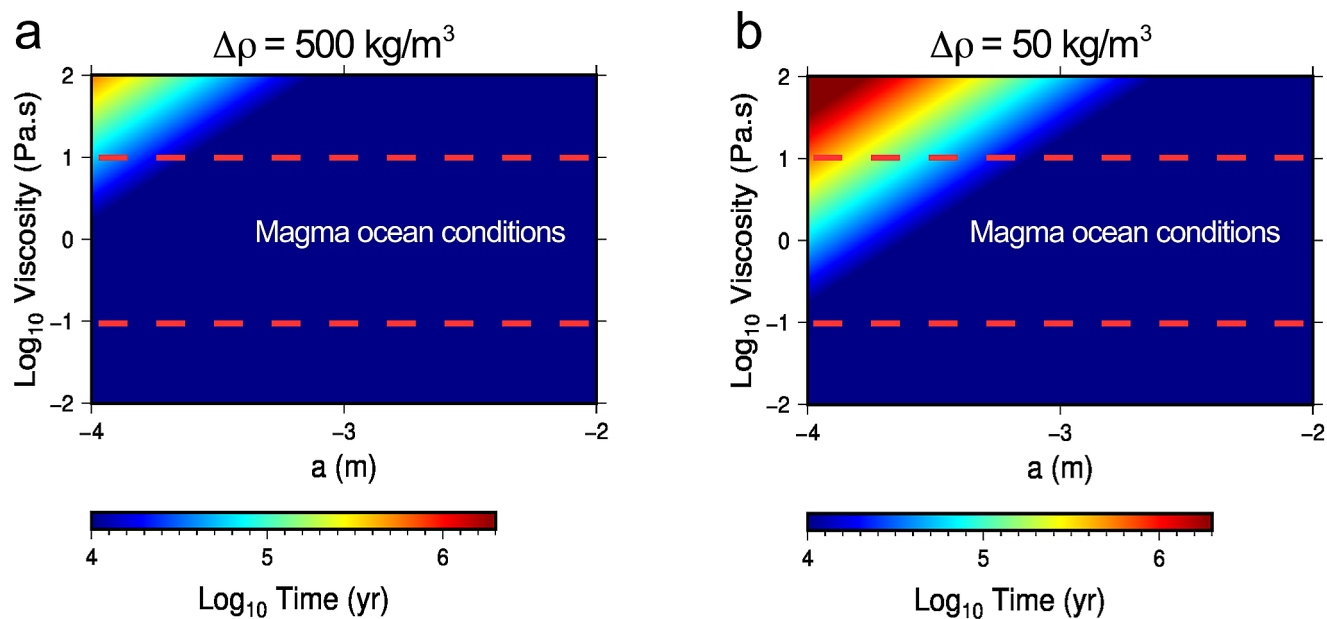 a
Δρ = 500 kg/m³
Log₁₀ Viscosity (Pa.s)
2
1
0
−1
−2
Magma ocean conditions
−4
−3
−2
a (m)
4
5
6
Log₁₀ Time (yr)
b
Δρ = 50 kg/m³
Log₁₀ Viscosity (Pa.s)
2
1
0
−1
−2
Magma ocean conditions
−4
−3
−2
a (m)
4
5
6
Log₁₀ Time (yr)